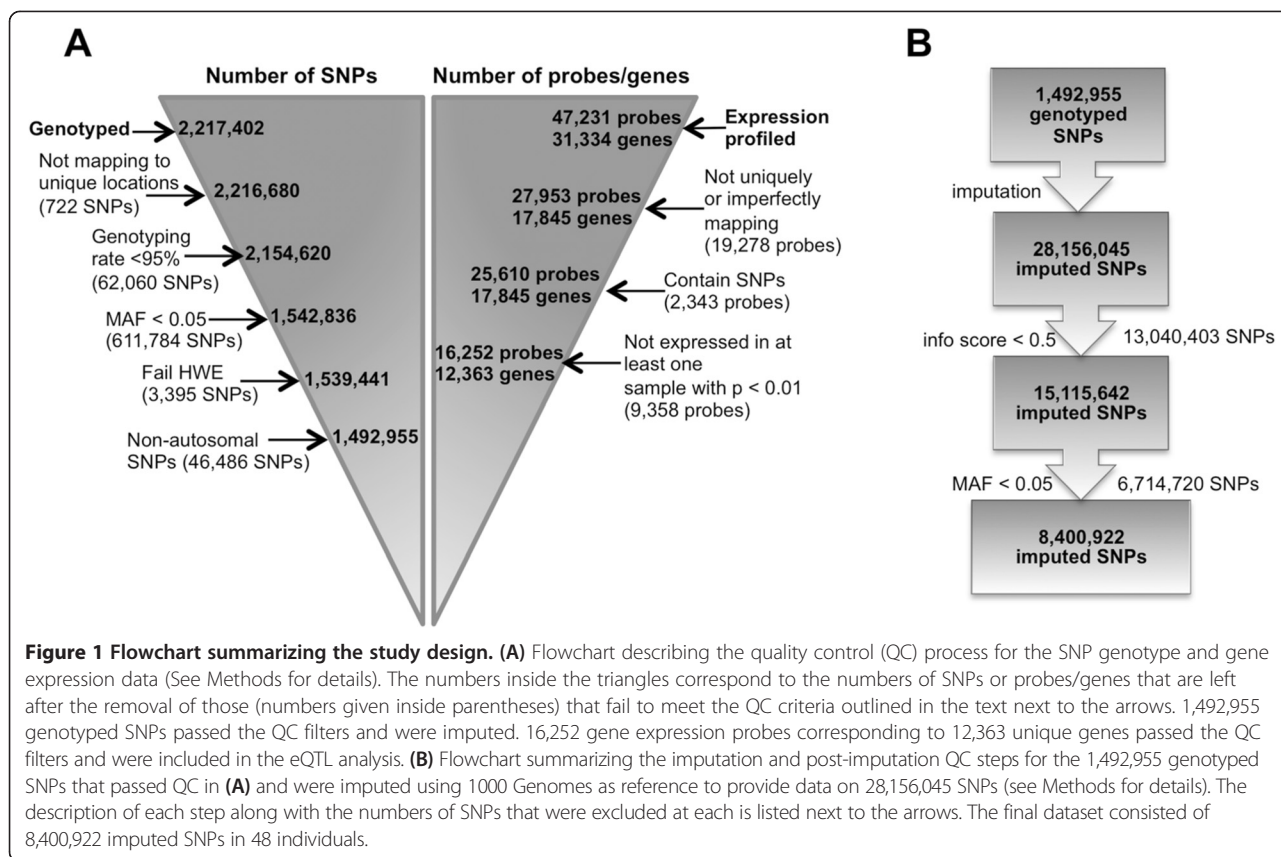 A
B
Number of SNPs
Number of probes/genes
Genotyped
2,217,402
Not mapping to
unique locations
(722 SNPs)
2,216,680
Genotyping
rate <95%
(62,060 SNPs)
2,154,620
MAF < 0.05
(611,784 SNPs)
1,542,836
Fail HWE
(3,395 SNPs)
1,539,441
Non-autosomal
SNPs (46,486 SNPs)
1,492,955
47,231 probes
31,334 genes
Expression
profiled
27,953 probes
17,845 genes
Not uniquely
or imperfectly
mapping
(19,278 probes)
25,610 probes
17,845 genes
Contain SNPs
(2,343 probes)
16,252 probes
12,363 genes
Not expressed in at
least one
sample with p < 0.01
(9,358 probes)
1,492,955
genotyped
SNPs
imputation
28,156,045
imputed SNPs
info score < 0.5
13,040,403 SNPs
15,115,642
imputed SNPs
MAF < 0.05
6,714,720 SNPs
8,400,922
imputed SNPs
Figure 1 Flowchart summarizing the study design. (A) Flowchart describing the quality control (QC) process for the SNP genotype and gene
expression data (See Methods for details). The numbers inside the triangles correspond to the numbers of SNPs or probes/genes that are left
after the removal of those (numbers given inside parentheses) that fail to meet the QC criteria outlined in the text next to the arrows. 1,492,955
genotyped SNPs passed the QC filters and were imputed. 16,252 gene expression probes corresponding to 12,363 unique genes passed the QC
filters and were included in the eQTL analysis. (B) Flowchart summarizing the imputation and post-imputation QC steps for the 1,492,955 genotyped
SNPs that passed QC in (A) and were imputed using 1000 Genomes as reference to provide data on 28,156,045 SNPs (see Methods for details). The
description of each step along with the numbers of SNPs that were excluded at each is listed next to the arrows. The final dataset consisted of
8,400,922 imputed SNPs in 48 individuals.